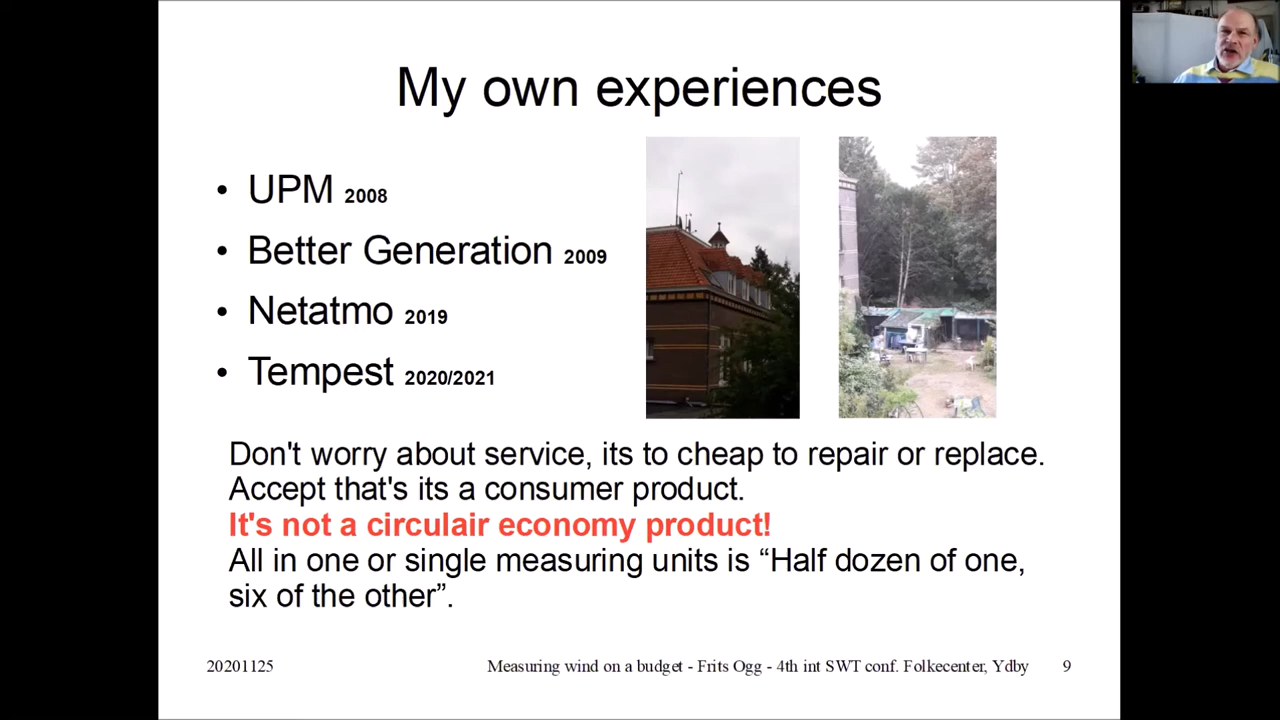 My own experiences
• UPM 2008
• Better Generation 2009
• Netatmo 2019
• Tempest 2020/2021
Don't worry about service, its to cheap to repair or replace.
Accept that's its a consumer product.
It's not a circulair economy product!
All in one or single measuring units is “Half dozen of one,
six of the other”.
20201125 Measuring wind on a budget - Frits Ogg - 4th int SWT conf. Folkecenter, Ydby 9